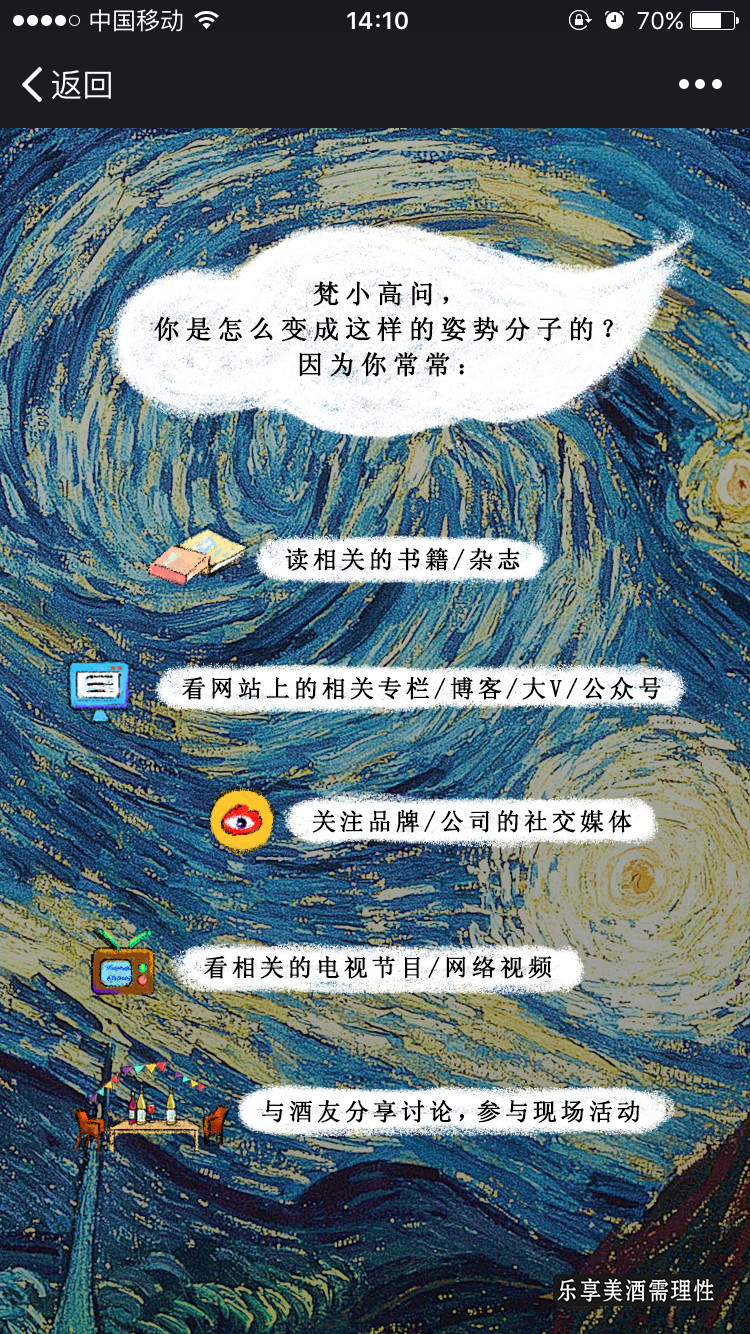 中国移动
14:10
70%
返回
梵小高问，
你是怎么变成这样的姿势分子的？
因为你常常：
读相关的书籍/杂志
看网站上的相关专栏/博客/大V/公众号
关注品牌/公司的社交媒体
看相关的电视节目/网络视频
与酒友分享讨论，参与现场活动
乐享美酒需理性